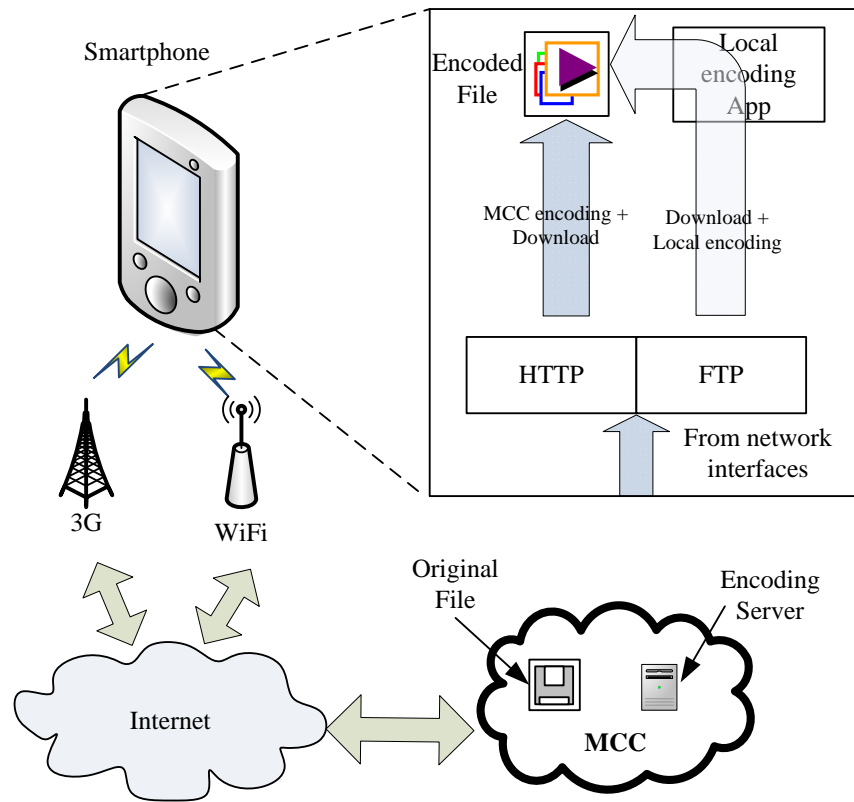 Smartphone
Encoded
File
Local
encoding
App
MCC encoding +
Download
Download +
Local encoding
HTTP
FTP
From network
interfaces
3G
WiFi
Original
File
Encoding
Server
Internet
MCC